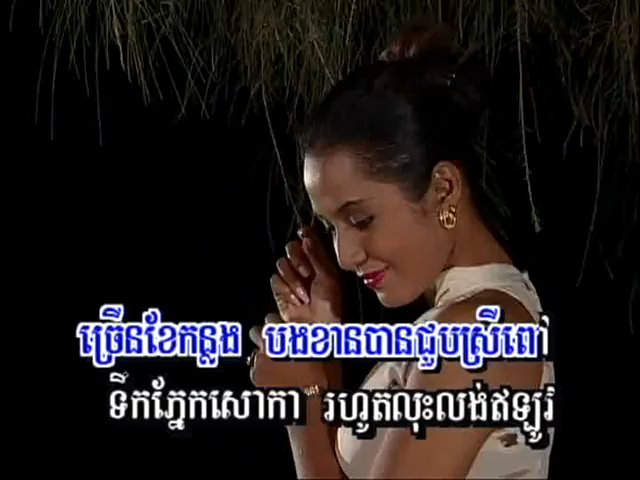 ច្រើនខែកន្លង បងខានបានជួបស្រីពៅ
ទឹកភ្នែកសោកា រហូតលុះលង់ឥឡូវ